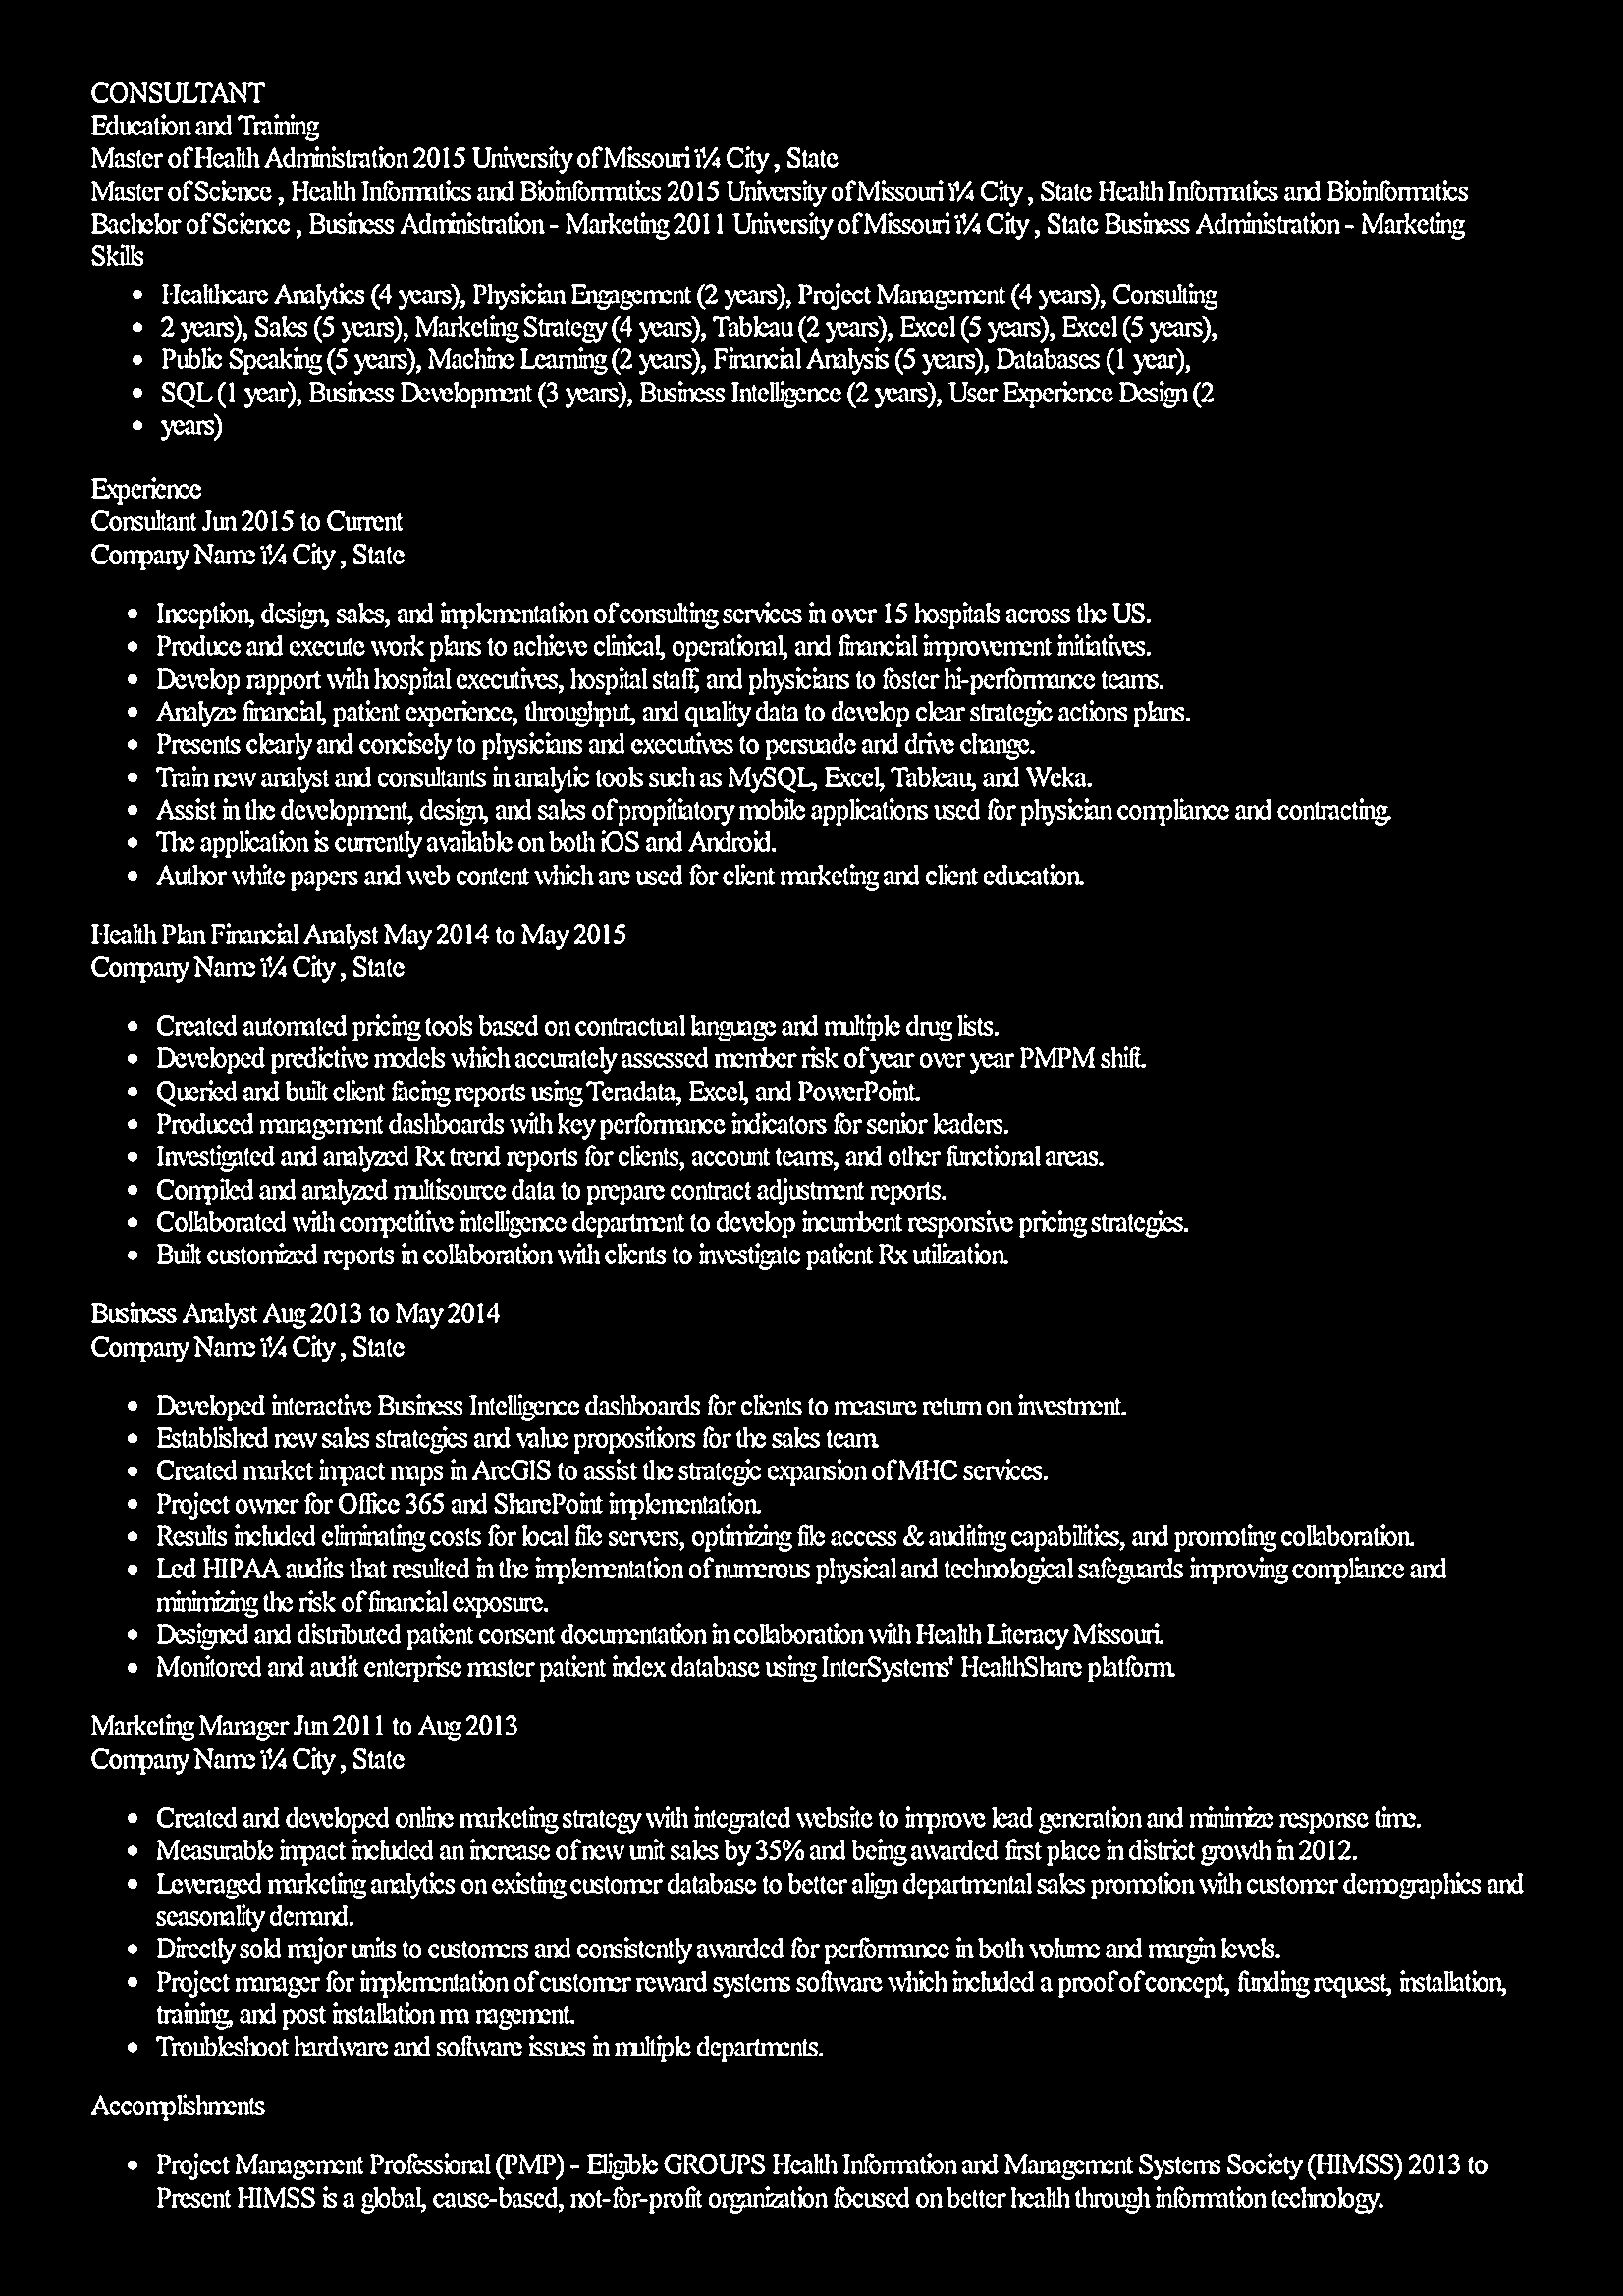 CONSULTANT
Education and Training
Master of Health Administration 2015 University of Missouri ï¼ City , State
Master of Science , Health Informatics and Bioinformatics 2015 University of Missouri ï¼ City , State Health Informatics and Bioinformatics
Bachelor of Science , Business Administration - Marketing 2011 University of Missouri ï¼ City , State Business Administration - Marketing
Skills
• Healthcare Analytics (4 years), Physician Engagement (2 years), Project Management (4 years), Consulting
• 2 years), Sales (5 years), Marketing Strategy (4 years), Tableau (2 years), Excel (5 years), Excel (5 years),
• Public Speaking (5 years), Machine Learning (2 years), Financial Analysis (5 years), Databases (1 year),
• SQL (1 year), Business Development (3 years), Business Intelligence (2 years), User Experience Design (2
• years)
Experience
Consultant Jun 2015 to Current
Company Name ï¼ City , State
• Inception, design, sales, and implementation of consulting services in over 15 hospitals across the US.
• Produce and execute work plans to achieve clinical, operational, and financial improvement initiatives.
• Develop rapport with hospital executives, hospital staff, and physicians to foster hi-performance teams.
• Analyze financial, patient experience, throughput, and quality data to develop clear strategic actions plans.
• Presents clearly and concisely to physicians and executives to persuade and drive change.
• Train new analyst and consultants in analytic tools such as MySQL, Excel, Tableau, and Weka.
• Assist in the development, design, and sales of propitiatory mobile applications used for physician compliance and contracting.
• The application is currently available on both iOS and Android.
• Author white papers and web content which are used for client marketing and client education.
Health Plan Financial Analyst May 2014 to May 2015
Company Name ï¼ City , State
• Created automated pricing tools based on contractual language and multiple drug lists.
• Developed predictive models which accurately assessed member risk of year over year PMPM shift.
• Queried and built client facing reports using Teradata, Excel, and PowerPoint.
• Produced management dashboards with key performance indicators for senior leaders.
• Investigated and analyzed Rx trend reports for clients, account teams, and other functional areas.
• Compiled and analyzed multisource data to prepare contract adjustment reports.
• Collaborated with competitive intelligence department to develop incumbent responsive pricing strategies.
• Built customized reports in collaboration with clients to investigate patient Rx utilization.
Business Analyst Aug 2013 to May 2014
Company Name ï¼ City , State
• Developed interactive Business Intelligence dashboards for clients to measure return on investment.
• Established new sales strategies and value propositions for the sales team.
• Created market impact maps in ArcGIS to assist the strategic expansion of MHC services.
• Project owner for Office 365 and SharePoint implementation.
• Results included eliminating costs for local file servers, optimizing file access & auditing capabilities, and promoting collaboration.
• Led HIPAA audits that resulted in the implementation of numerous physical and technological safeguards improving compliance and
minimizing the risk of financial exposure.
• Designed and distributed patient consent documentation in collaboration with Health Literacy Missouri.
• Monitored and audit enterprise master patient index database using InterSystems' HealthShare platform.
Marketing Manager Jun 2011 to Aug 2013
Company Name ï¼ City , State
• Created and developed online marketing strategy with integrated website to improve lead generation and minimize response time.
• Measurable impact included an increase of new unit sales by 35% and being awarded first place in district growth in 2012.
• Leveraged marketing analytics on existing customer database to better align departmental sales promotion with customer demographics and
seasonality demand.
• Directly sold major units to customers and consistently awarded for performance in both volume and margin levels.
• Project manager for implementation of customer reward systems software which included a proof of concept, funding request, installation,
training, and post installation ma nagement.
• Troubleshoot hardware and software issues in multiple departments.
Accomplishments
• Project Management Professional (PMP) - Eligible GROUPS Health Information and Management Systems Society (HIMSS) 2013 to
Present HIMSS is a global, cause-based, not-for-profit organization focused on better health through information technology.